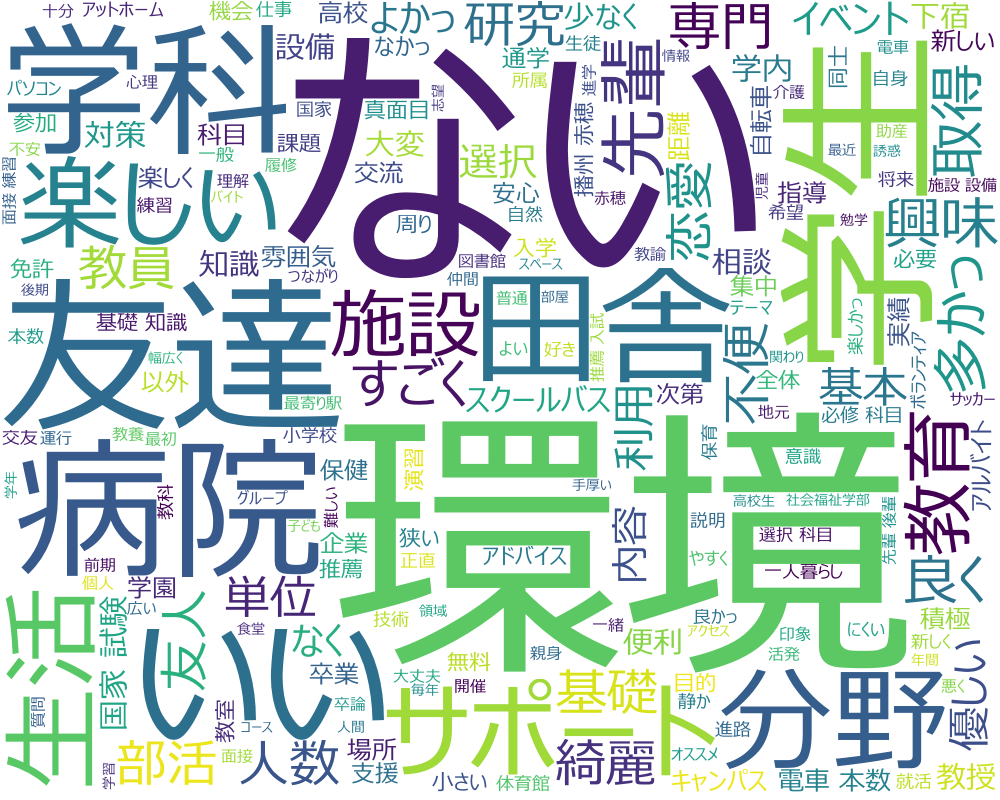 十分 アットホーム
機会
仕事
高校
よかっ
研究
少なく
専門
イベント
下宿
学科
ない
設備
なかっ
通学
生徒
情報
電車
新しい
パソコン
心理
国家
真面目
志望
所属
進学
先輩
学内
同士
自身
生
取得
参加
対策
科目
課題
大変
選択
播州 赤穂
距離
自転車
介護
助産
不安
一般
履修
交流
楽しい
楽しく
理解
バイト
練習
面接 練習
安心
自然
赤穂
恋愛
児童
指導
希望
最近
誘惑
将来
施設 設備
勉学
学
興味
必要
周り
教員
知識
雰囲気
つながり
入学
図書館
スペース
仲間
教諭
相談
集中
テーマ
免許
後期
友達
基礎 知識
本数
幅広く
以外
施設
すごく
田舎
普通
部屋
よい
好き
推薦 入試
不便
楽しかっ
実績
ボランティア
多かっ
関わり
全体
基本
サッカー
最寄り駅
スクールバス
利用
次第
地元
必修 科目
交友
運行
教養
最初
小学校
病院
保健
演習
環境
手厚い
保育
意識
教育
アルバイト
学年
教科
グループ
難しい
子ども
企業
狭い
アドバイス
内容
説明
高校生
社会福祉学部
選択 科目
先輩 後輩
良く
前期
個人
学園
推薦
正直
やすく
一人暮らし
生活
広い
試験
国家
単位
友人
いい
食堂
なく
技術
領域
一緒
良かっ
アクセス
便利
印象
にくい
積極
新しく
年間
活発
分野
優しい
悪く
卒業
無料
大丈夫
毎年
開催
親身
サポート
基礎
目的
静か
進路
質問
教室
コース
卒論
人間
部活
面接
人数
場所
支援
小さい
体育館
綺麗
オススメ
キャンパス
電車 本数
就活
教授
学習